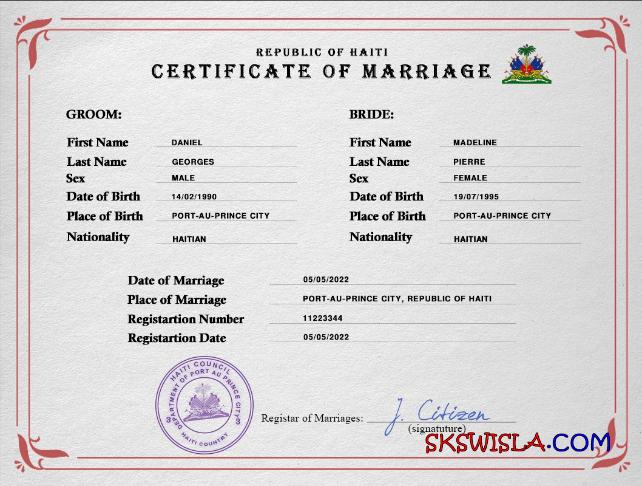 REPUBLIC OF HAITI
CERTIFICATE OF MARRIAGE
GROOM:
First Name DANIEL
Last Name GEORGES
Sex MALE
Date of Birth 14/02/1990
Place of Birth PORT-AU-PRINCE CITY
Nationality HAITIAN
BRIDE:
First Name MADELINE
Last Name PIERRE
Sex FEMALE
Date of Birth 19/07/1995
Place of Birth PORT-AU-PRINCE CITY
Nationality HAITIAN
Date of Marriage 05/05/2022
Place of Marriage PORT-AU-PRINCE CITY, REPUBLIC OF HAITI
Registartion Number 11223344
Registartion Date 05/05/2022
HAITI COUNCIL
DEPARTMENT OF PORT AU PRINCE CITY
HAITI COUNTRY
Registar of Marriages: J. Citizen
(signatuture)
SKSWISLA.COM